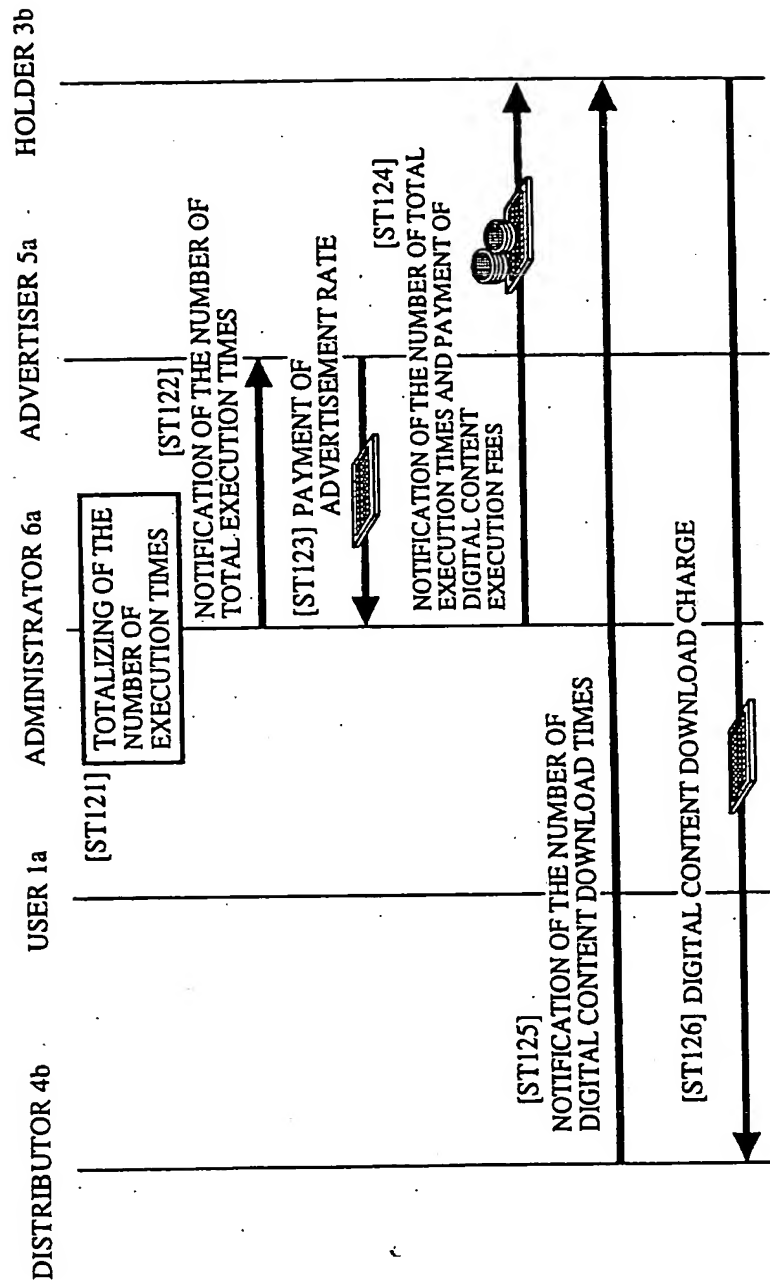 DISTRIBUTOR 4b
USER 1a
ADMINISTRATOR 6a
ADVERTISER 5a
HOLDER 3b
[ST121]
TOTALIZING OF THE
NUMBER OF
EXECUTION TIMES
[ST122]
NOTIFICATION OF THE NUMBER OF
TOTAL EXECUTION TIMES
[ST123] PAYMENT OF
ADVERTISEMENT RATE
[ST124]
NOTIFICATION OF THE NUMBER OF TOTAL
EXECUTION TIMES AND PAYMENT OF
DIGITAL CONTENT
EXECUTION FEES
[ST125]
NOTIFICATION OF THE NUMBER OF
DIGITAL CONTENT DOWNLOAD TIMES
[ST126] DIGITAL CONTENT DOWNLOAD CHARGE